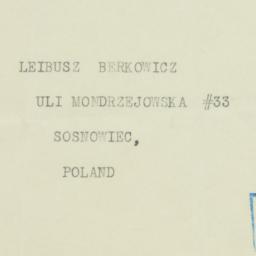 LEIBUSZ BERKOWICZ
ULI MONDRZEJOWSKA #33
SOSNOWIEC,
POLAND